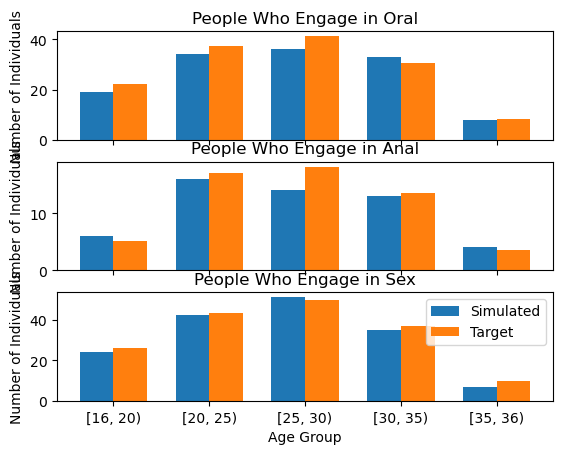 People Who Engage in Oral
Number of Individuals
40
20
0
People Who Engage in Anal
Number of Individuals
10
0
People Who Engage in Sex
Number of Individuals
40
20
0
Simulated
Target
[16, 20)
[20, 25)
[25, 30)
[30, 35)
[35, 36)
Age Group